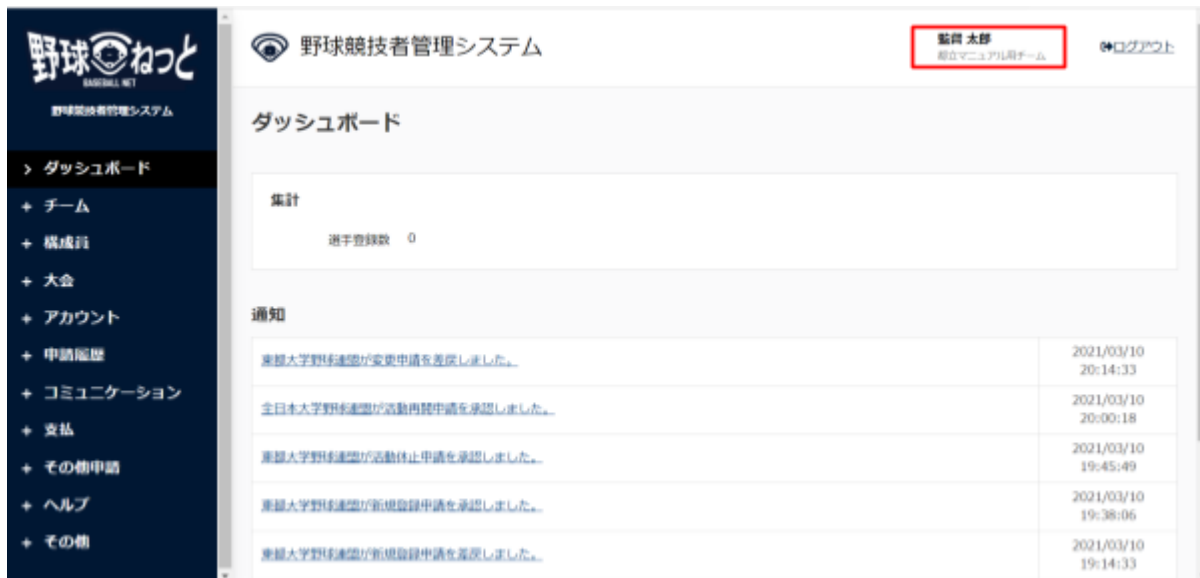 野球ねっと
BASEBALL NET
野球競技者管理システム
野球競技者管理システム
監督 太郎
都立マニュアル用チーム
ログアウト
ダッシュボード
ダッシュボード
チーム
構成員
大会
アカウント
申請履歴
コミュニケーション
支払
その他申請
ヘルプ
その他
集計
選手登録数 0
通知
東都大学野球連盟が変更申請を差戻しました。 2021/03/10 20:14:33
全日本大学野球連盟が活動再開申請を承認しました。 2021/03/10 20:00:18
東都大学野球連盟が活動休止申請を承認しました。 2021/03/10 19:45:49
東都大学野球連盟が新規登録申請を承認しました。 2021/03/10 19:38:06
東都大学野球連盟が新規登録申請を差戻しました。 2021/03/10 19:14:33